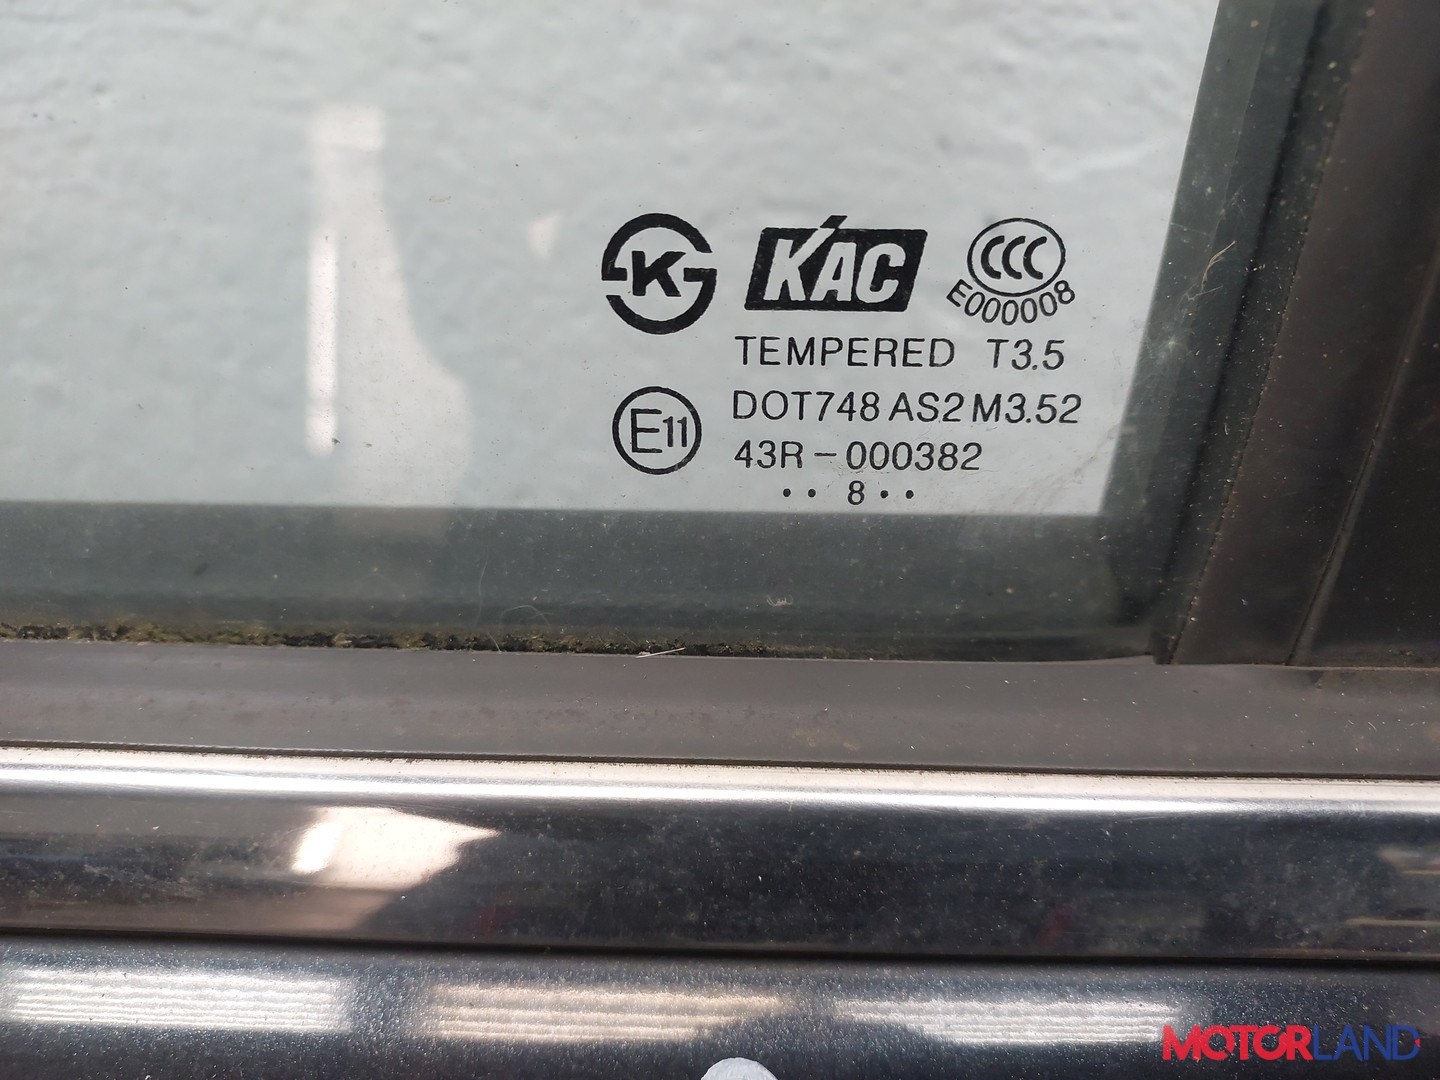 K KAC CCC
E000008
TEMPERED T3.5
E11 DOT748 AS2 M3.52
43R-000382
•• 8 ••
MOTORLAND